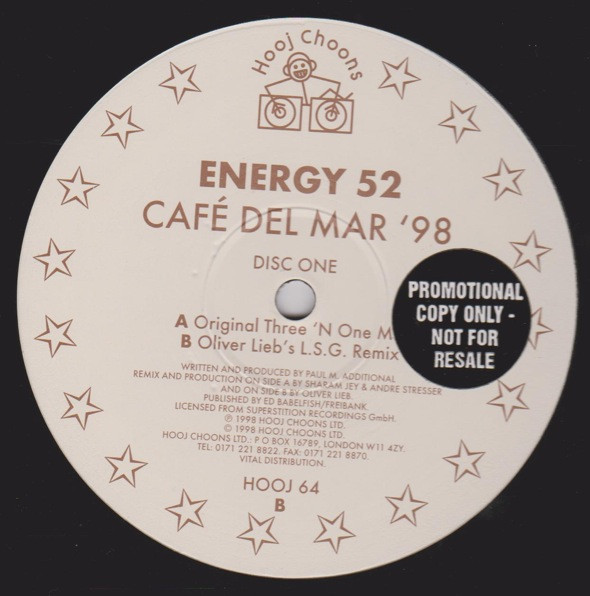 Hooj Choons
ENERGY 52
CAFÉ DEL MAR '98
DISC ONE
A Original Three 'N One M
B Oliver Lieb's L.S.G. Remix
PROMOTIONAL
COPY ONLY -
NOT FOR
RESALE
WRITTEN AND PRODUCED BY PAUL M. ADDITIONAL
REMIX AND PRODUCTION ON SIDE A BY SHARAM JEY & ANDRE STRESSER
AND ON SIDE B BY OLIVER LIEB.
PUBLISHED BY ED BABELFISH/FREIBANK.
LICENSED FROM SUPERSTITION RECORDINGS GmbH.
℗ 1998 HOOJ CHOONS LTD.
© 1998 HOOJ CHOONS LTD.
HOOJ CHOONS LTD : P O BOX 16789, LONDON W11 4ZY.
TEL: 0171 221 8822. FAX: 0171 221 8870.
VITAL DISTRIBUTION.
HOOJ 64
B